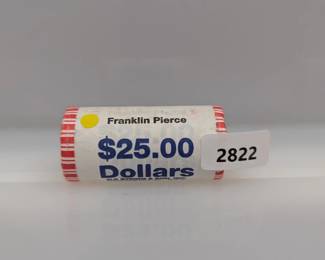 Franklin Pierce
$25.00
2822
Dollars